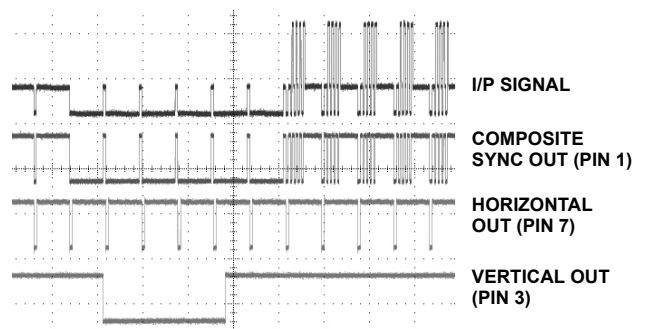 I/P SIGNAL
COMPOSITE
SYNC OUT (PIN 1)
HORIZONTAL
OUT (PIN 7)
VERTICAL OUT
(PIN 3)